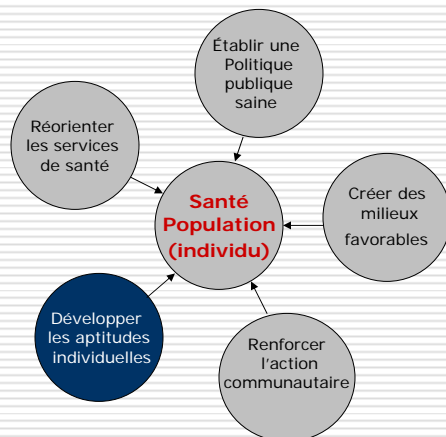 Établir une
Politique
publique
saine
Réorienter
les services
de santé
Santé
Population
(individu)
Créer des
milieux
favorables
Développer
les aptitudes
individuelles
Renforcer
l'action
communautaire